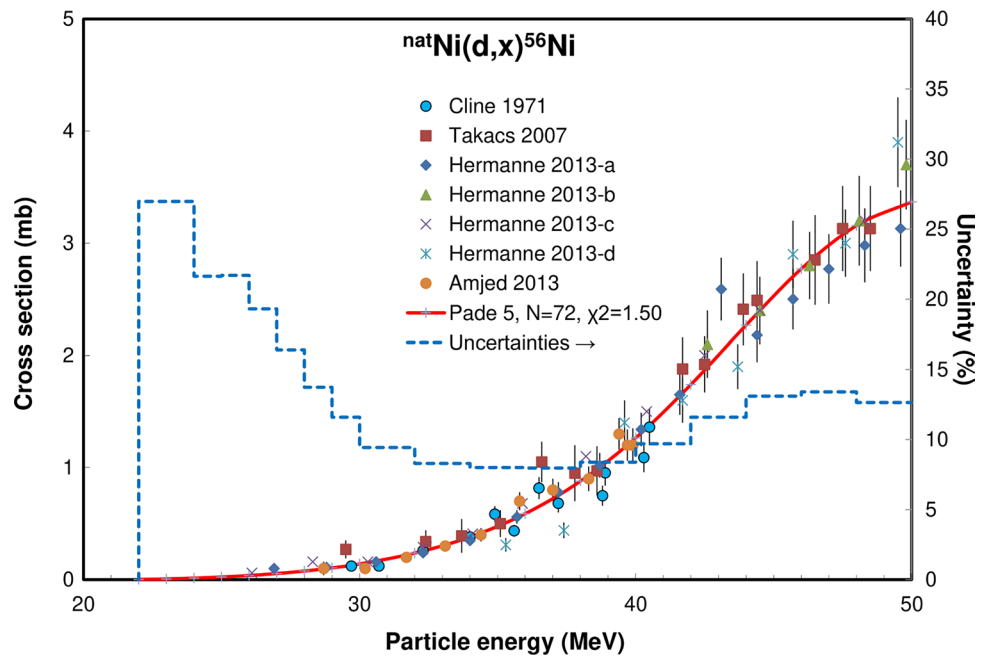 natNi(d,x)56Ni
Cline 1971
Takacs 2007
Hermanne 2013-a
Hermanne 2013-b
Hermanne 2013-c
Hermanne 2013-d
Amjed 2013
Pade 5, N=72, χ2=1.50
Uncertainties →
Cross section (mb)
5
4
3
2
1
0
Uncertainty (%)
40
35
30
25
20
15
10
5
0
20
30
40
50
Particle energy (MeV)